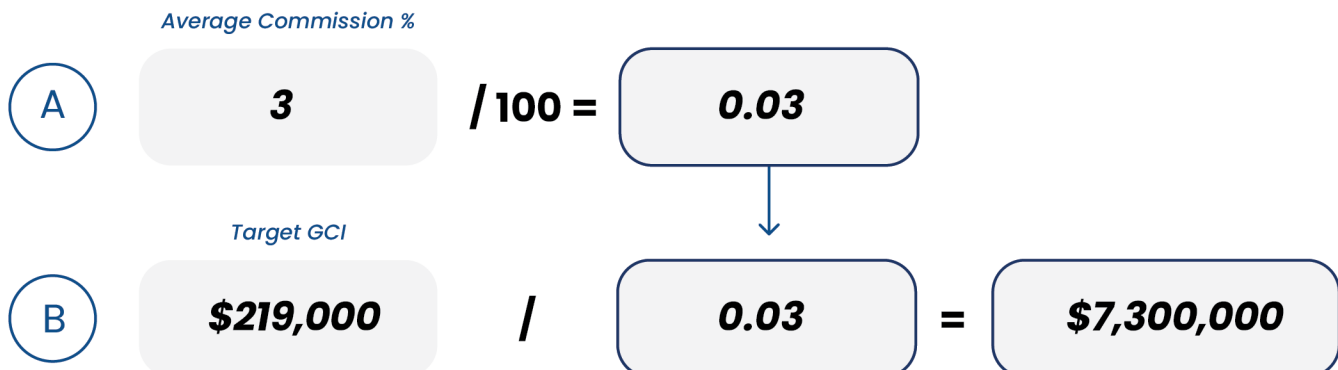 Average Commission %
A 3 / 100 = 0.03
Target GCI
B $219,000 / 0.03 = $7,300,000